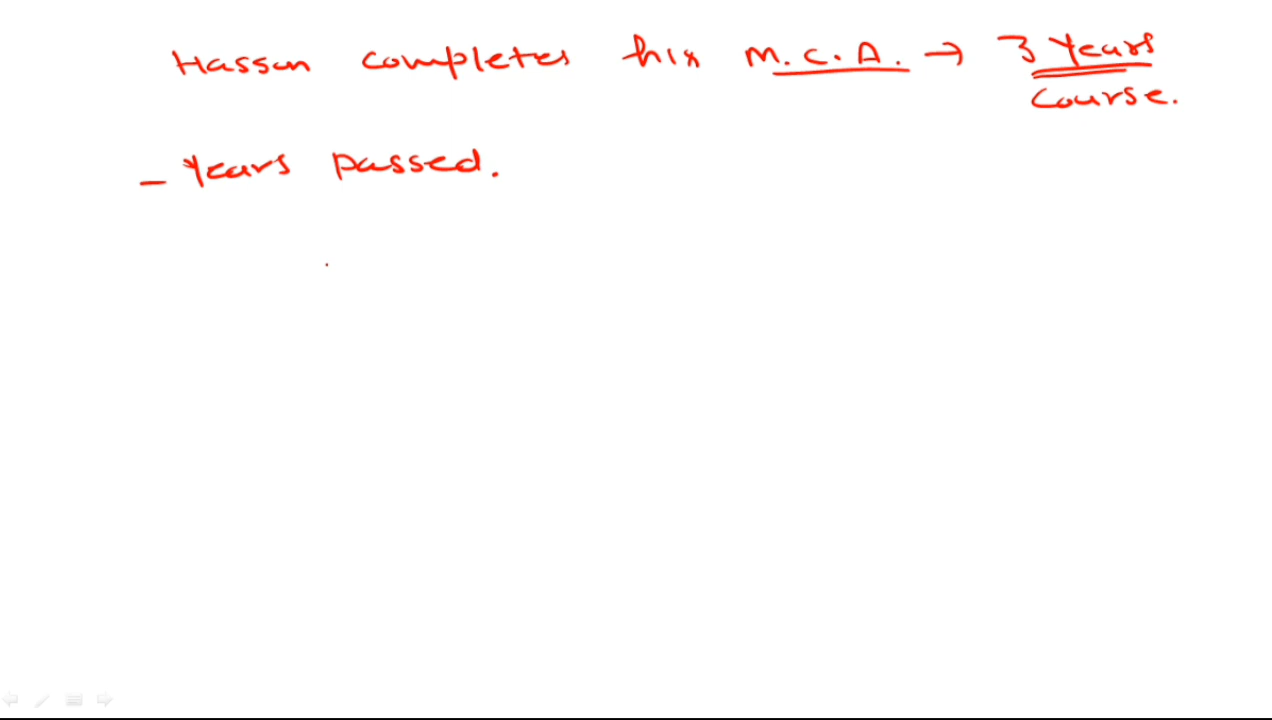 Hassan completes his M.C.A. → 3 Years
Course.
- Years passed.